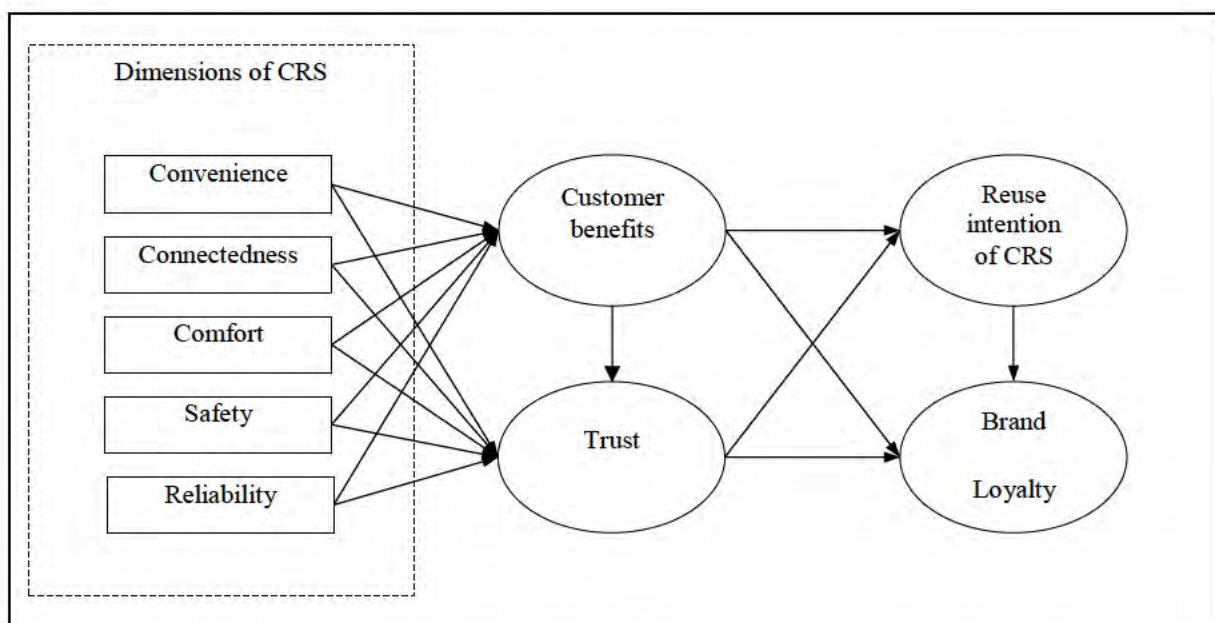 Dimensions of CRS
Convenience
Connectedness
Comfort
Safety
Reliability
Customer
benefits
Trust
Reuse
intention
of CRS
Brand
Loyalty